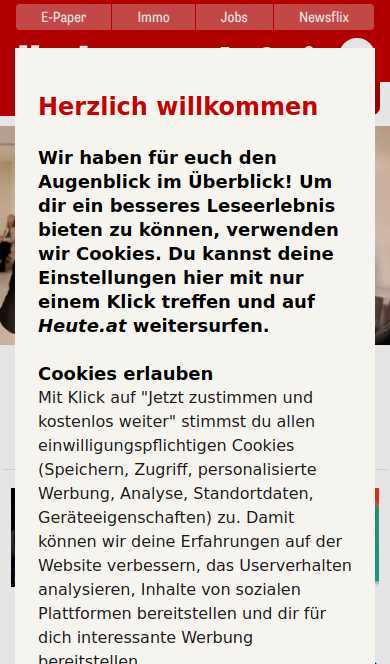 E-Paper Immo Jobs Newsflix
Herzlich willkommen
Wir haben für euch den
Augenblick im Überblick! Um
dir ein besseres Leseerlebnis
bieten zu können, verwenden
wir Cookies. Du kannst deine
Einstellungen hier mit nur
einem Klick treffen und auf
Heute.at weitersurfen.
Cookies erlauben
Mit Klick auf "Jetzt zustimmen und
kostenlos weiter" stimmst du allen
einwilligungspflichtigen Cookies
(Speichern, Zugriff, personalisierte
Werbung, Analyse, Standortdaten,
Geräteeigenschaften) zu. Damit
können wir deine Erfahrungen auf der
Website verbessern, das Userverhalten
analysieren, Inhalte von sozialen
Plattformen bereitstellen und dir für
dich interessante Werbung
bereitstellen